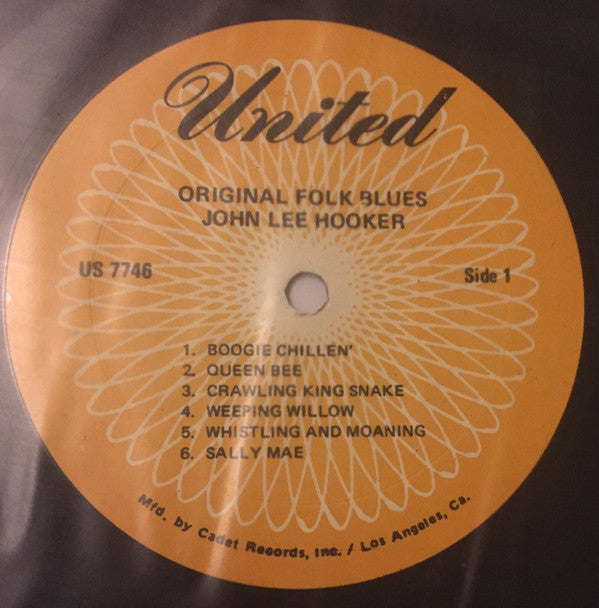 United
ORIGINAL FOLK BLUES
JOHN LEE HOOKER
US 7746
Side 1
1. BOOGIE CHILLEN'
2. QUEEN BEE
3. CRAWLING KING SNAKE
4. WEEPING WILLOW
5. WHISTLING AND MOANING
6. SALLY MAE
Mfd. by Cadet Records, Inc. / Los Angeles, Ca.